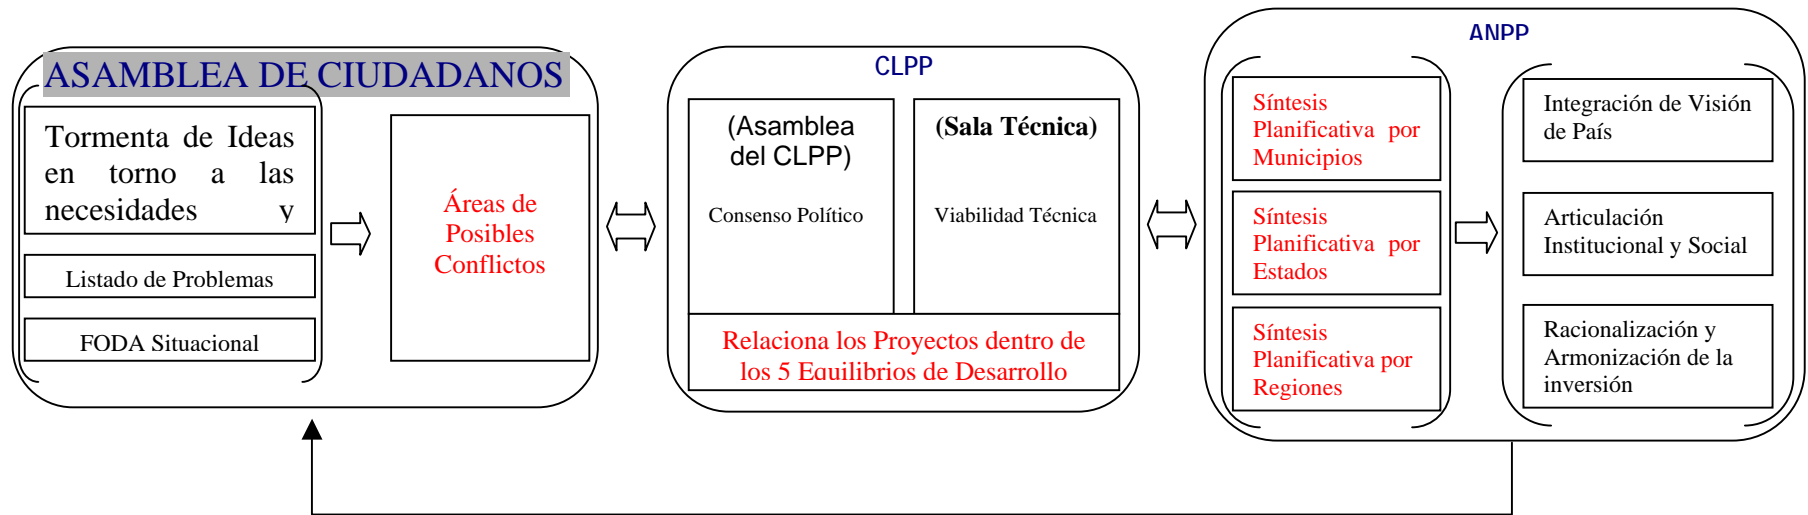 ASAMBLEA DE CIUDADANOS
Tormenta de Ideas
en torno a las
necesidades y
Listado de Problemas
FODA Situacional
Áreas de
Posibles
Conflictos
CLPP
(Asamblea
del CLPP)
Consenso Político
(Sala Técnica)
Viabilidad Técnica
Relaciona los Proyectos dentro de
los 5 Equilibrios de Desarrollo
ANPP
Síntesis
Planificativa por
Municipios
Síntesis
Planificativa por
Estados
Síntesis
Planificativa por
Regiones
Integración de Visión
de País
Articulación
Institucional y Social
Racionalización y
Armonización de la
inversión